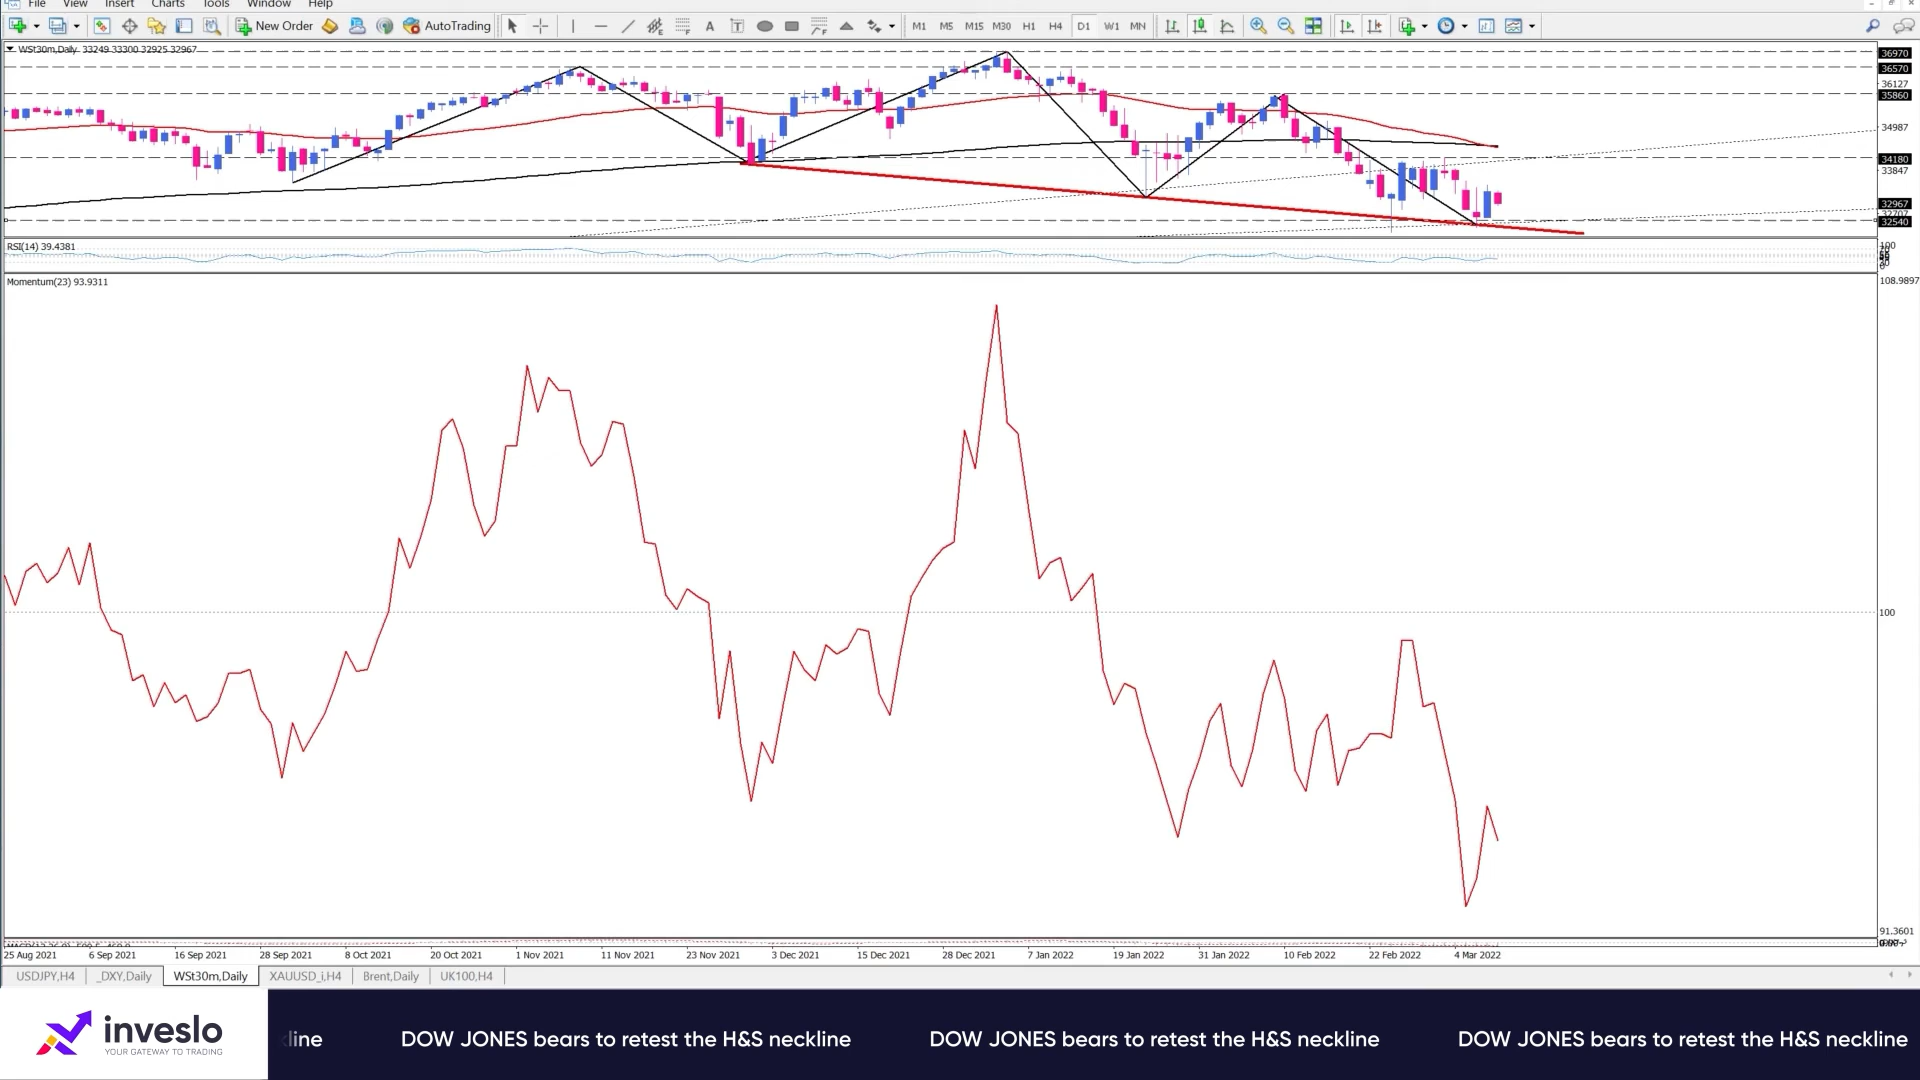 File View Insert Charts Tools Window Help
New Order AutoTrading A T M1 M5 M15 M30 H1 H4 D1 W1 MN
WSt30m,Daily 33249 33300 32925 32967
36970
36570
36127
35860
34987
34180
33847
32967
32540
RSI(14) 39.4381
100
Momentum(23) 93.9311
108.9897
100
91.3601
25 Aug 2021 6 Sep 2021 16 Sep 2021 28 Sep 2021 8 Oct 2021 20 Oct 2021 1 Nov 2021 11 Nov 2021 23 Nov 2021 3 Dec 2021 15 Dec 2021 28 Dec 2021 7 Jan 2022 19 Jan 2022 31 Jan 2022 10 Feb 2022 22 Feb 2022 4 Mar 2022
USDJPY,H4 _DXY,Daily WSt30m,Daily XAUUSD_i,H4 Brent,Daily UK100,H4
inveslo
YOUR GATEWAY TO TRADING
line DOW JONES bears to retest the H&S neckline DOW JONES bears to retest the H&S neckline DOW JONES bears to retest the H&S neckline